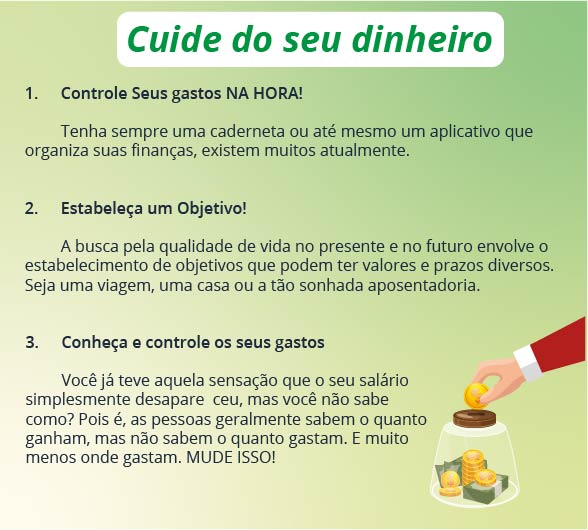 Cuide do seu dinheiro
1. Controle Seus gastos NA HORA!
Tenha sempre uma caderneta ou até mesmo um aplicativo que
organiza suas finanças, existem muitos atualmente.
2. Estabeleça um Objetivo!
A busca pela qualidade de vida no presente e no futuro envolve o
estabelecimento de objetivos que podem ter valores e prazos diversos.
Seja uma viagem, uma casa ou a tão sonhada aposentadoria.
3. Conheça e controle os seus gastos
Você já teve aquela sensação que o seu salário
simplesmente desapare ceu, mas você não sabe
como? Pois é, as pessoas geralmente sabem o quanto
ganham, mas não sabem o quanto gastam. E muito
menos onde gastam. MUDE ISSO!